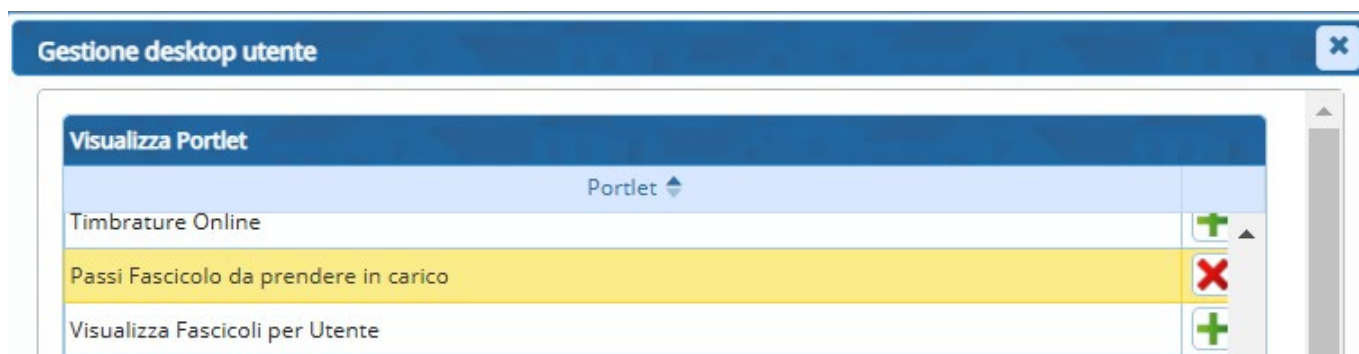 Gestione desktop utente
Visualizza Portlet
Portlet
Timbrature Online
Passi Fascicolo da prendere in carico
Visualizza Fascicoli per Utente